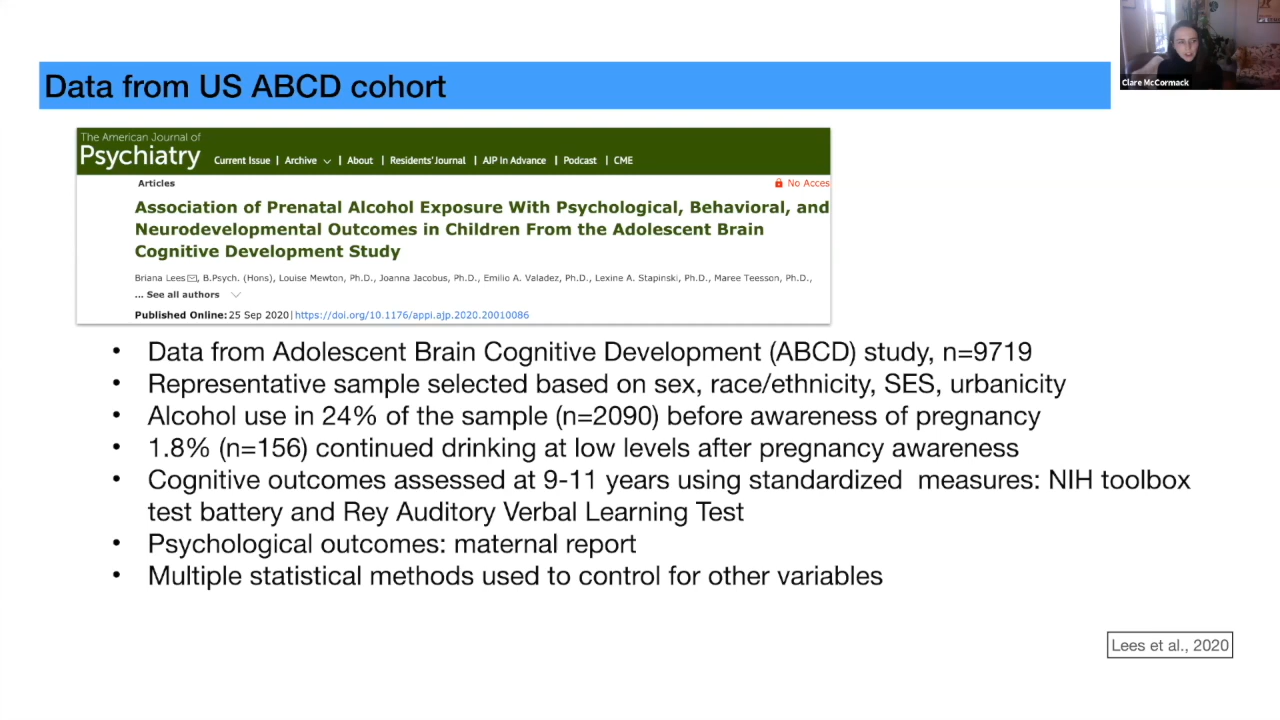 Data from US ABCD cohort
Clare McCormack
The American Journal of
Psychiatry
Current Issue | Archive | About | Residents' Journal | AJP in Advance | Podcast | CME
Articles
No Acces
Association of Prenatal Alcohol Exposure With Psychological, Behavioral, and
Neurodevelopmental Outcomes in Children From the Adolescent Brain
Cognitive Development Study
Briana Lees, B.Psych. (Hons), Louise Mewton, Ph.D., Joanna Jacobus, Ph.D., Emilio A. Valadez, Ph.D., Lexine A. Stapinski, Ph.D., Maree Teesson, Ph.D.,
... See all authors
Published Online: 25 Sep 2020 | https://doi.org/10.1176/appi.ajp.2020.20010086
• Data from Adolescent Brain Cognitive Development (ABCD) study, n=9719
• Representative sample selected based on sex, race/ethnicity, SES, urbanicity
• Alcohol use in 24% of the sample (n=2090) before awareness of pregnancy
• 1.8% (n=156) continued drinking at low levels after pregnancy awareness
• Cognitive outcomes assessed at 9-11 years using standardized measures: NIH toolbox
test battery and Rey Auditory Verbal Learning Test
• Psychological outcomes: maternal report
• Multiple statistical methods used to control for other variables
Lees et al., 2020